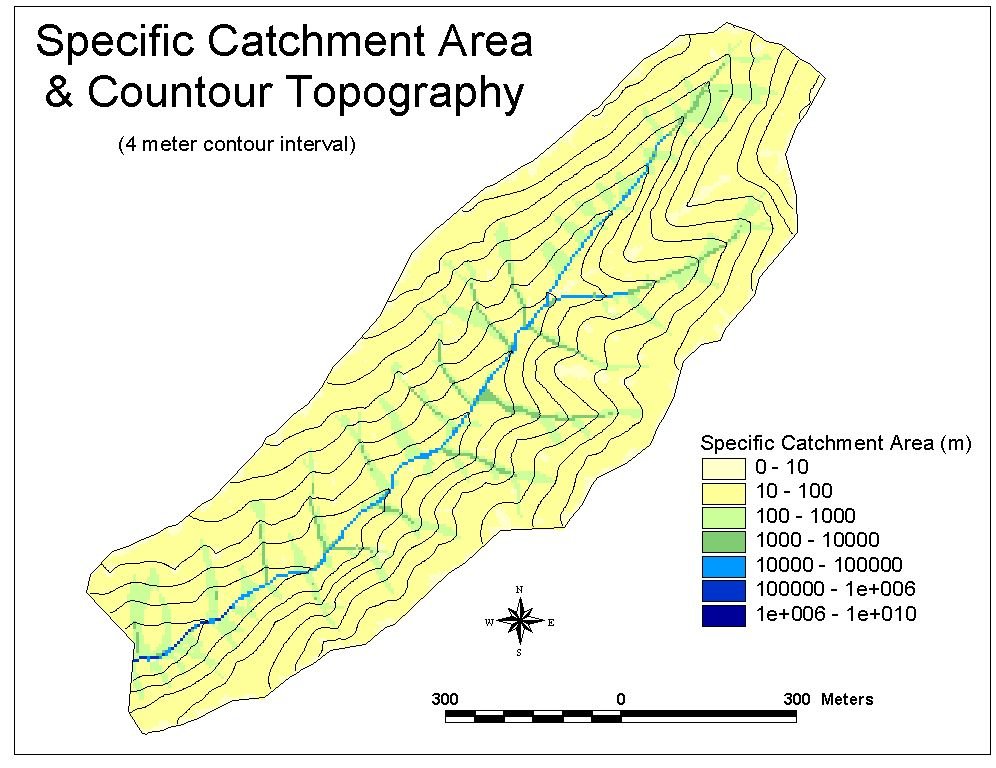 Specific Catchment Area
& Countour Topography
(4 meter contour interval)
Specific Catchment Area (m)
0 - 10
10 - 100
100 - 1000
1000 - 10000
10000 - 100000
100000 - 1e+006
1e+006 - 1e+010
N
W E
S
300 0 300 Meters